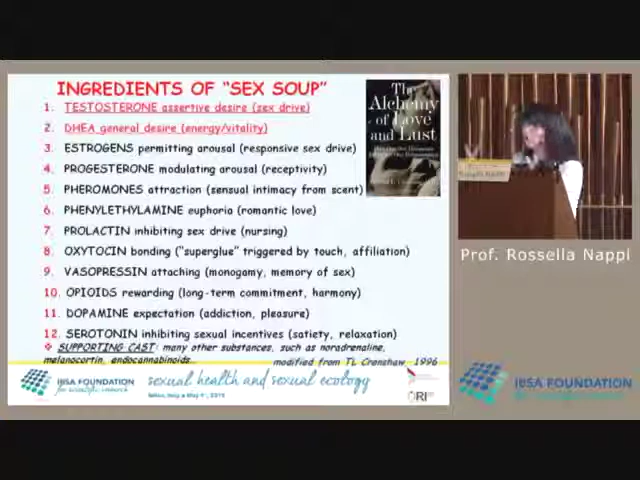 INGREDIENTS OF "SEX SOUP"
1. TESTOSTERONE assertive desire (sex drive)
2. DHEA general desire (energy/vitality)
3. ESTROGENS permitting arousal (responsive sex drive)
4. PROGESTERONE modulating arousal (receptivity)
5. PHEROMONES attraction (sensual intimacy from scent)
6. PHENYLETHYLAMINE euphoria (romantic love)
7. PROLACTIN inhibiting sex drive (nursing)
8. OXYTOCIN bonding ("superglue" triggered by touch, affiliation)
9. VASOPRESSIN attaching (monogamy, memory of sex)
10. OPIOIDS rewarding (long-term commitment, harmony)
11. DOPAMINE expectation (addiction, pleasure)
12. SEROTONIN inhibiting sexual incentives (satiety, relaxation)
❖ SUPPORTING CAST: many other substances, such as noradrenaline,
melanocortin, endocannabinoids...
modified from TL Crenshaw 1996
The
Alchemy
of Love
and Lust
IBSA FOUNDATION
for scientific research
sexual health and sexual ecology
Prof. Rossella Nappi
IBSA FOUNDATION
for scientific research